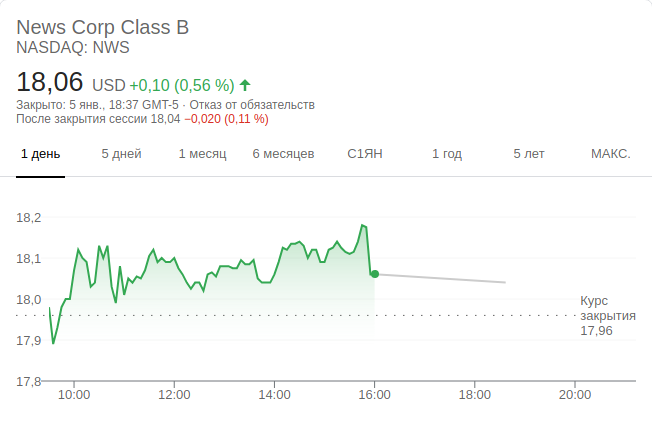 News Corp Class B
NASDAQ: NWS
18,06 USD +0,10 (0,56 %)
Закрыто: 5 янв., 18:37 GMT-5 · Отказ от обязательств
После закрытия сессии 18,04 −0,020 (0,11 %)
1 день 5 дней 1 месяц 6 месяцев С1ЯН 1 год 5 лет МАКС.
18,2
18,1
18,0
17,9
17,8
Курс
закрытия
17,96
10:00 12:00 14:00 16:00 18:00 20:00